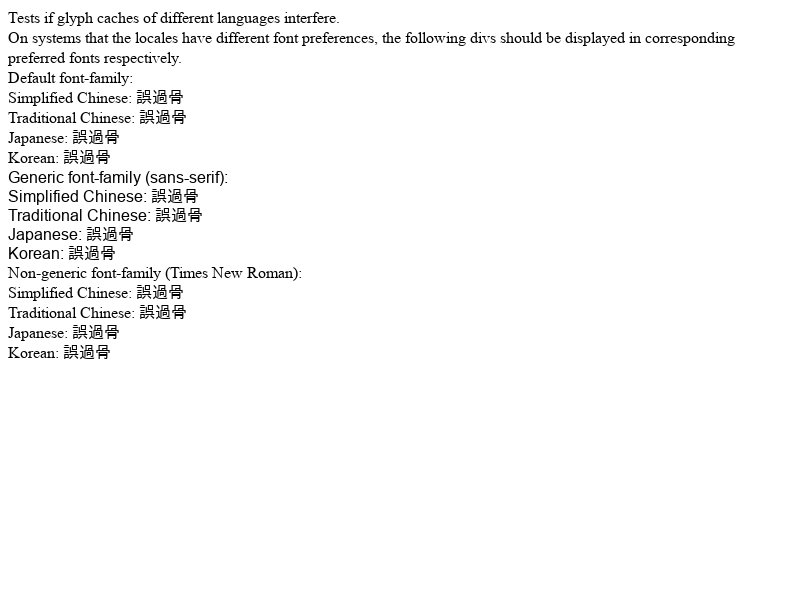 Tests if glyph caches of different languages interfere.
On systems that the locales have different font preferences, the following divs should be displayed in corresponding
preferred fonts respectively.
Default font-family:
Simplified Chinese: 誤過骨
Traditional Chinese: 誤過骨
Japanese: 誤過骨
Korean: 誤過骨
Generic font-family (sans-serif):
Simplified Chinese: 誤過骨
Traditional Chinese: 誤過骨
Japanese: 誤過骨
Korean: 誤過骨
Non-generic font-family (Times New Roman):
Simplified Chinese: 誤過骨
Traditional Chinese: 誤過骨
Japanese: 誤過骨
Korean: 誤過骨